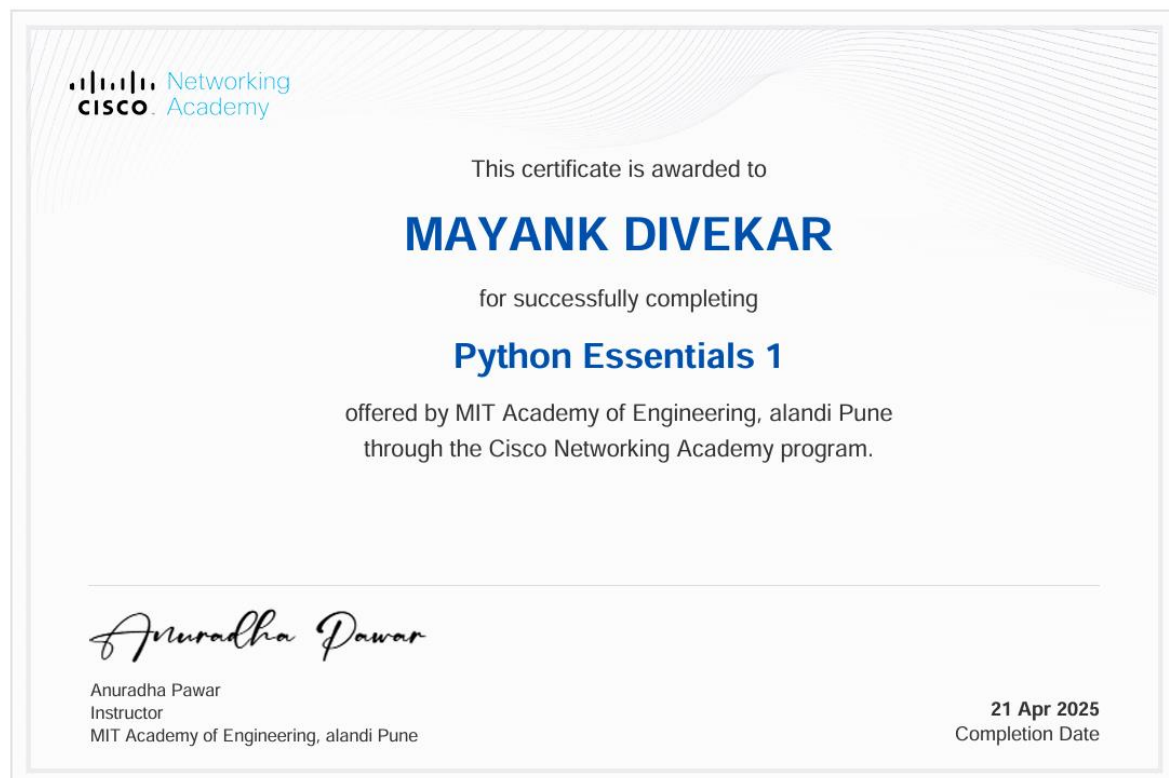 Networking
CISCO Academy
This certificate is awarded to
MAYANK DIVEKAR
for successfully completing
Python Essentials 1
offered by MIT Academy of Engineering, alandi Pune
through the Cisco Networking Academy program.
Anuradha Pawar
Anuradha Pawar
Instructor
MIT Academy of Engineering, alandi Pune
21 Apr 2025
Completion Date